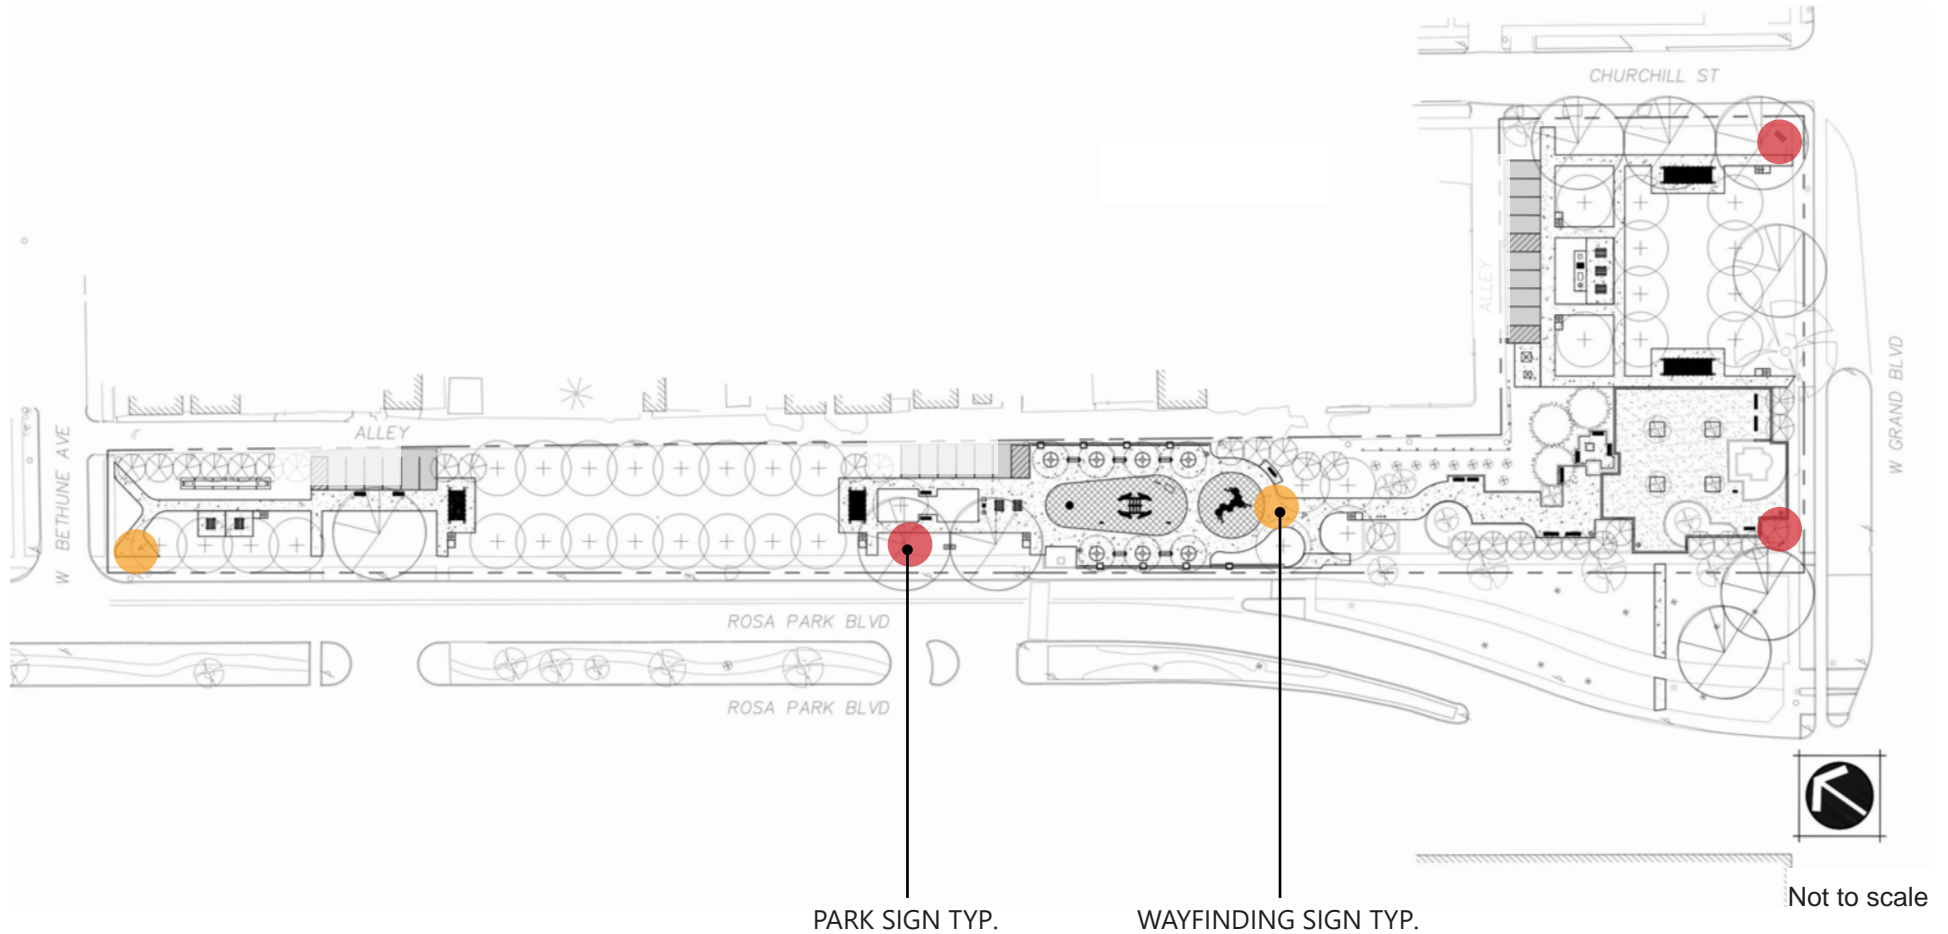 CHURCHILL ST
ALLEY
W GRAND BLVD
ALLEY
W BETHUNE AVE
ROSA PARK BLVD
ROSA PARK BLVD
Not to scale
PARK SIGN TYP.
WAYFINDING SIGN TYP.